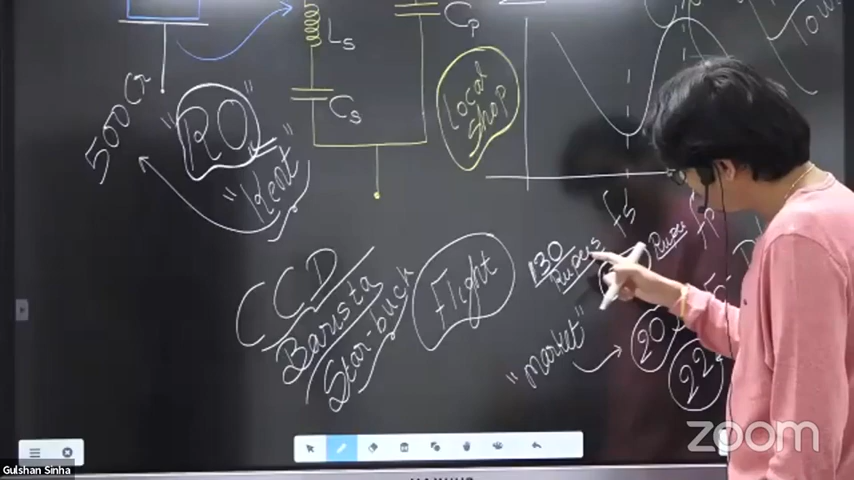 Ls
Cp
Cs
Local
Shop
low
500 Cr
"RO"
"Kent"
fs
fp
CCD
Barista
Star-buck
Flight
130
Rupees
Rupee
"market"
20
22
zoom
Gulshan Sinha